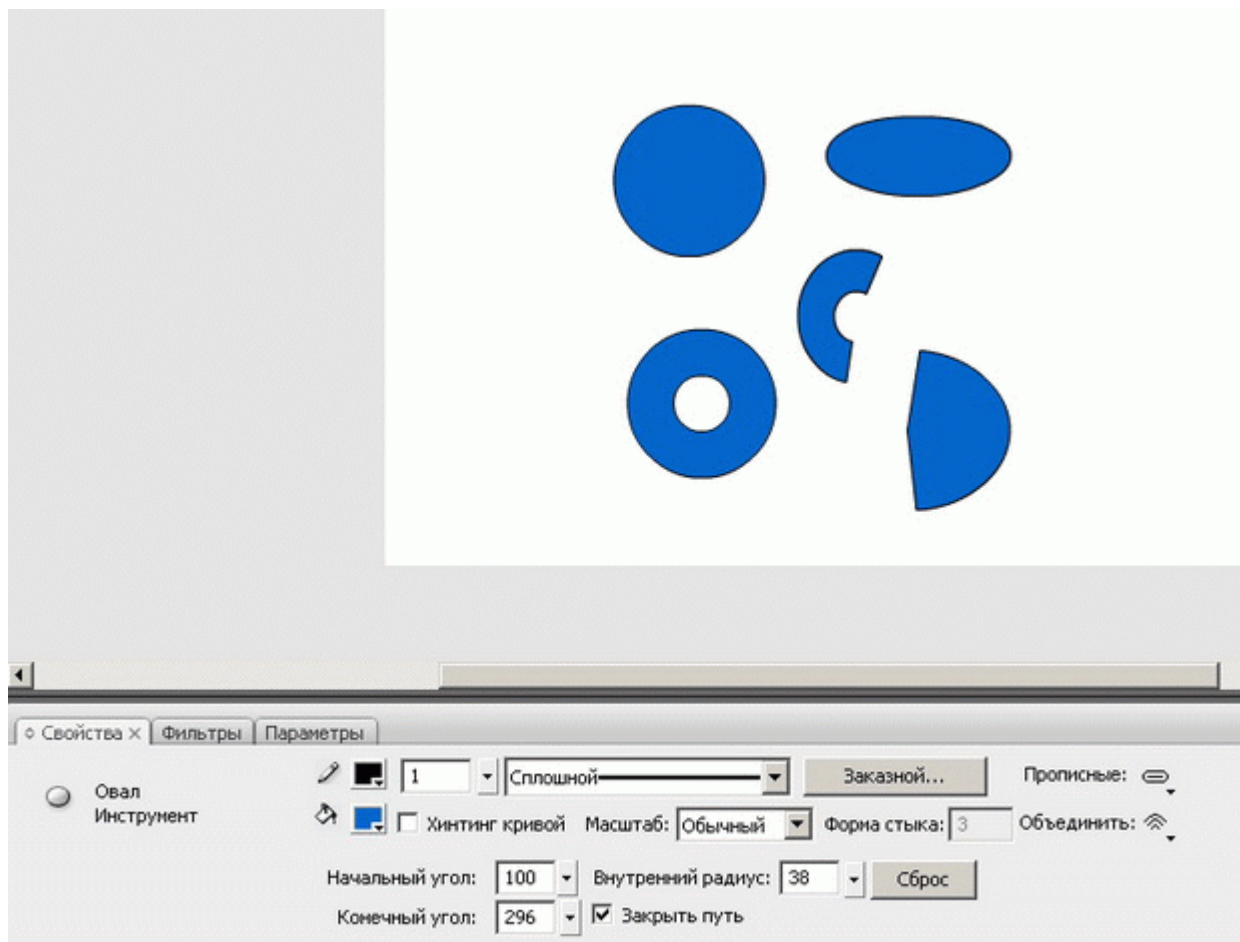 Свойства × Фильтры Параметры
Овал
Инструмент
1 Сплошной Заказной... Прописные:
Хинтинг кривой Масштаб: Обычный Форма стыка: 3 Объединить:
Начальный угол: 100 Внутренний радиус: 38 Сброс
Конечный угол: 296 Закрыть путь